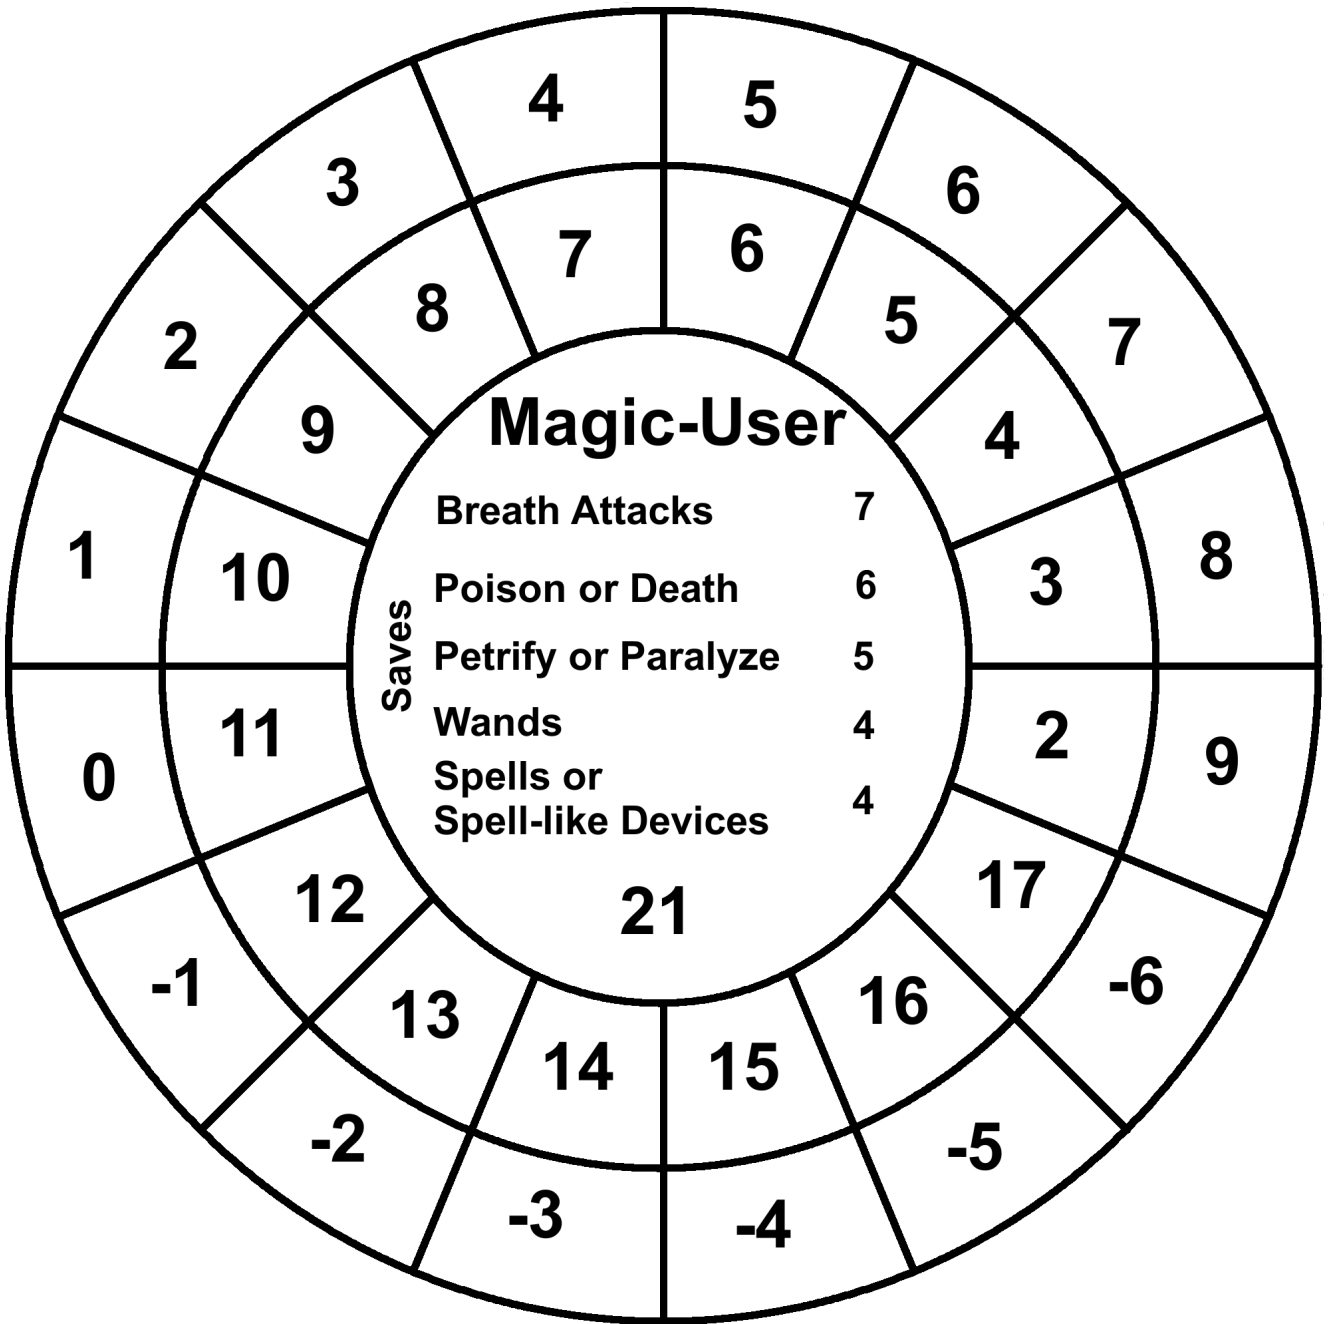 4 5
3 6
7 6
2 8 5 7
9 4
Magic-User
Breath Attacks 7
1 10 3 8
Poison or Death 6
Saves
Petrify or Paralyze 5
Wands 4
0 11 2 9
Spells or
Spell-like Devices 4
12 17
21
-1 13 16 -6
14 15
-2 -5
-3 -4